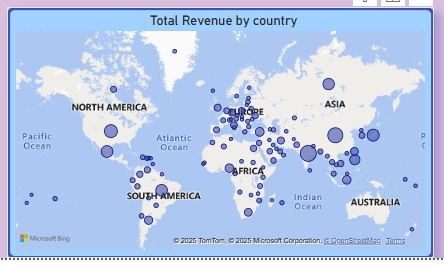 Total Revenue by country
NORTH AMERICA
EUROPE
ASIA
Pacific
Ocean
Atlantic
Ocean
P
AFRICA
SOUTH AMERICA
Indian
Ocean
AUSTRALIA
Microsoft Bing
© 2025 TomTom, © 2025 Microsoft Corporation, © OpenStreetMap Terms